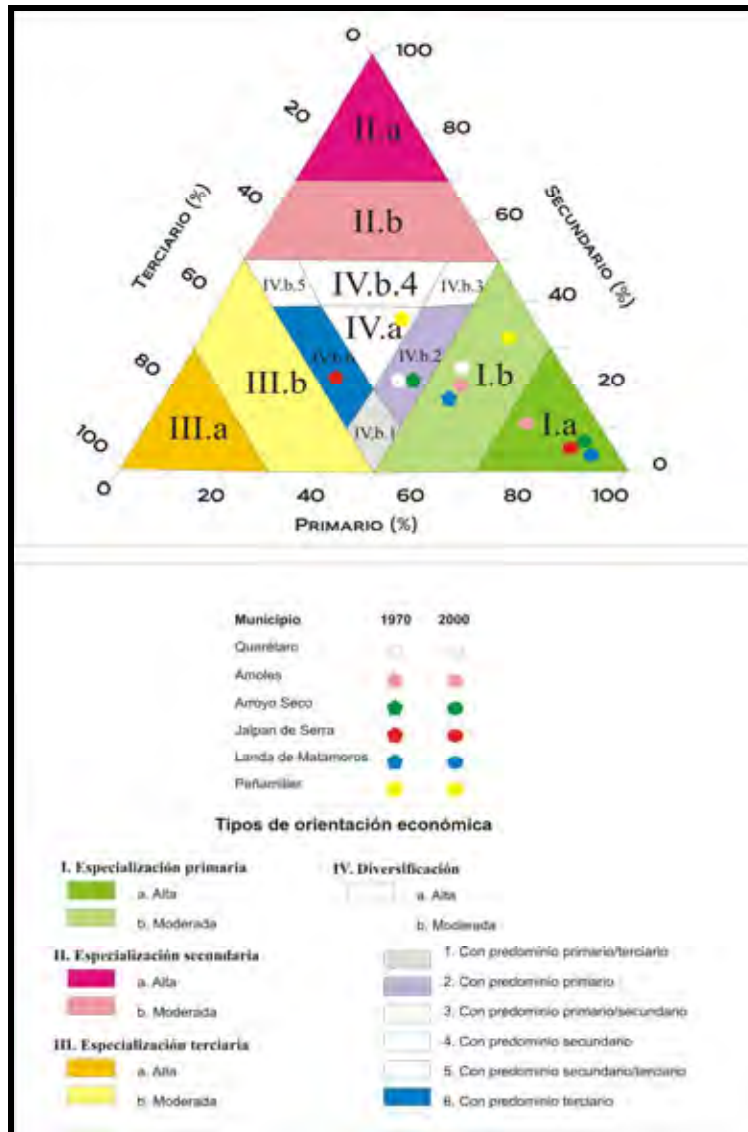 0
100
20
II.a
80
40
II.b
60
TERCIARIO (%)
SECUNDARIO (%)
60
IV.b.5
IV.b.4
IV.b.3
40
IV.a
80
III.b
IV.b.6
IV.b.2
I.b
20
100
III.a
IV.b.1
I.a
0
0
20
40
60
80
100
PRIMARIO (%)
Municipio 1970 2000
Querétaro
Amoles
Arroyo Seco
Jalpan de Serra
Landa de Matamoros
Peñamiller
Tipos de orientación económica
I. Especialización primaria
a. Alta
b. Moderada
II. Especialización secundaria
a. Alta
b. Moderada
III. Especialización terciaria
a. Alta
b. Moderada
IV. Diversificación
a. Alta
b. Moderada
1. Con predominio primario/terciario
2. Con predominio primario
3. Con predominio primario/secundario
4. Con predominio secundario
5. Con predominio secundario/terciario
6. Con predominio terciario